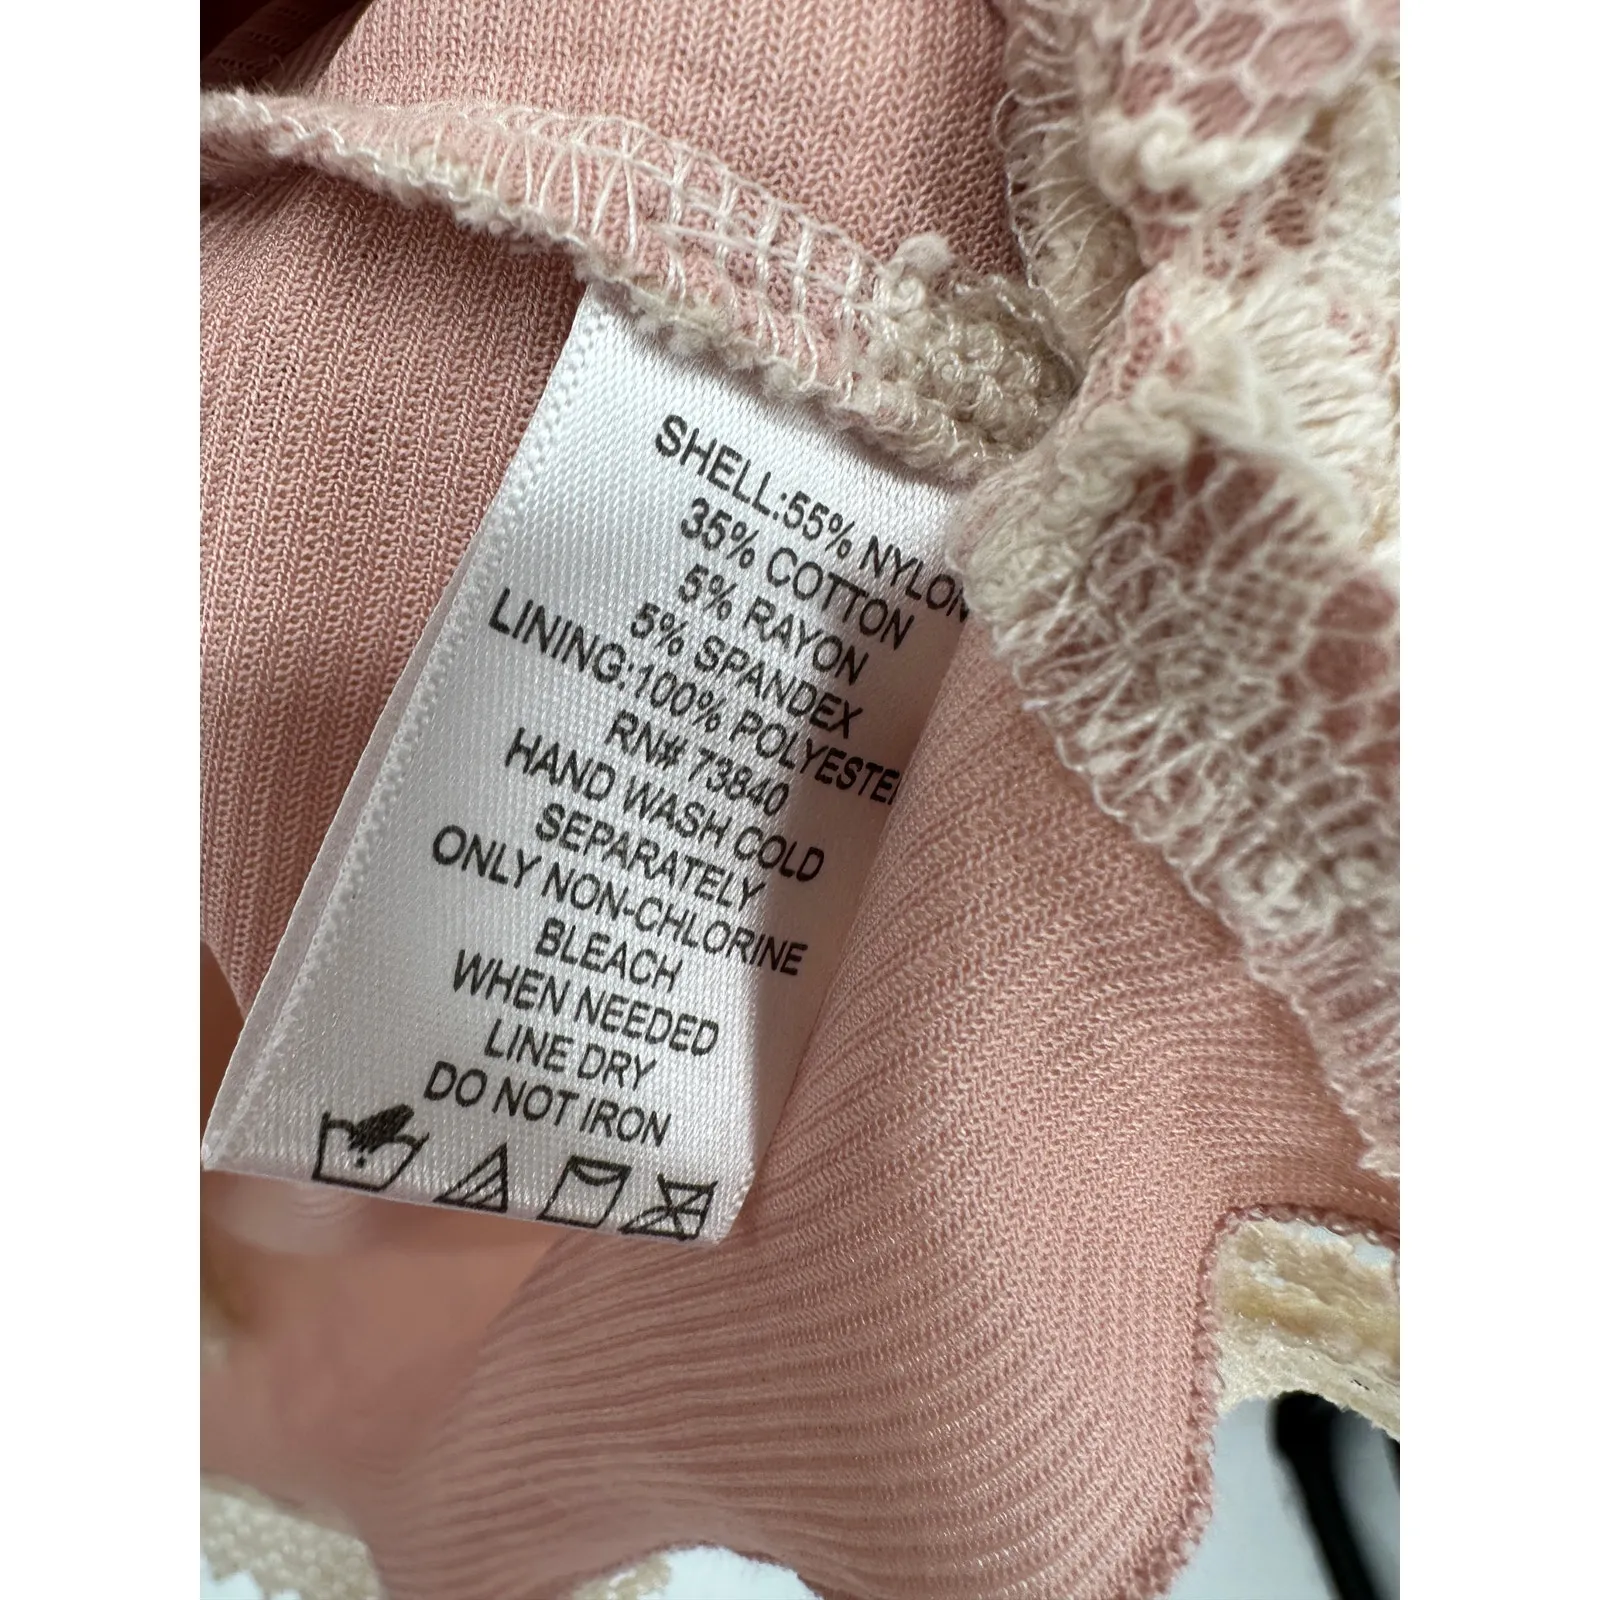 SHELL:55% NYLON
35% COTTON
5% RAYON
5% SPANDEX
LINING:100% POLYESTER
RN# 73840
HAND WASH COLD
SEPARATELY
ONLY NON-CHLORINE
BLEACH
WHEN NEEDED
LINE DRY
DO NOT IRON